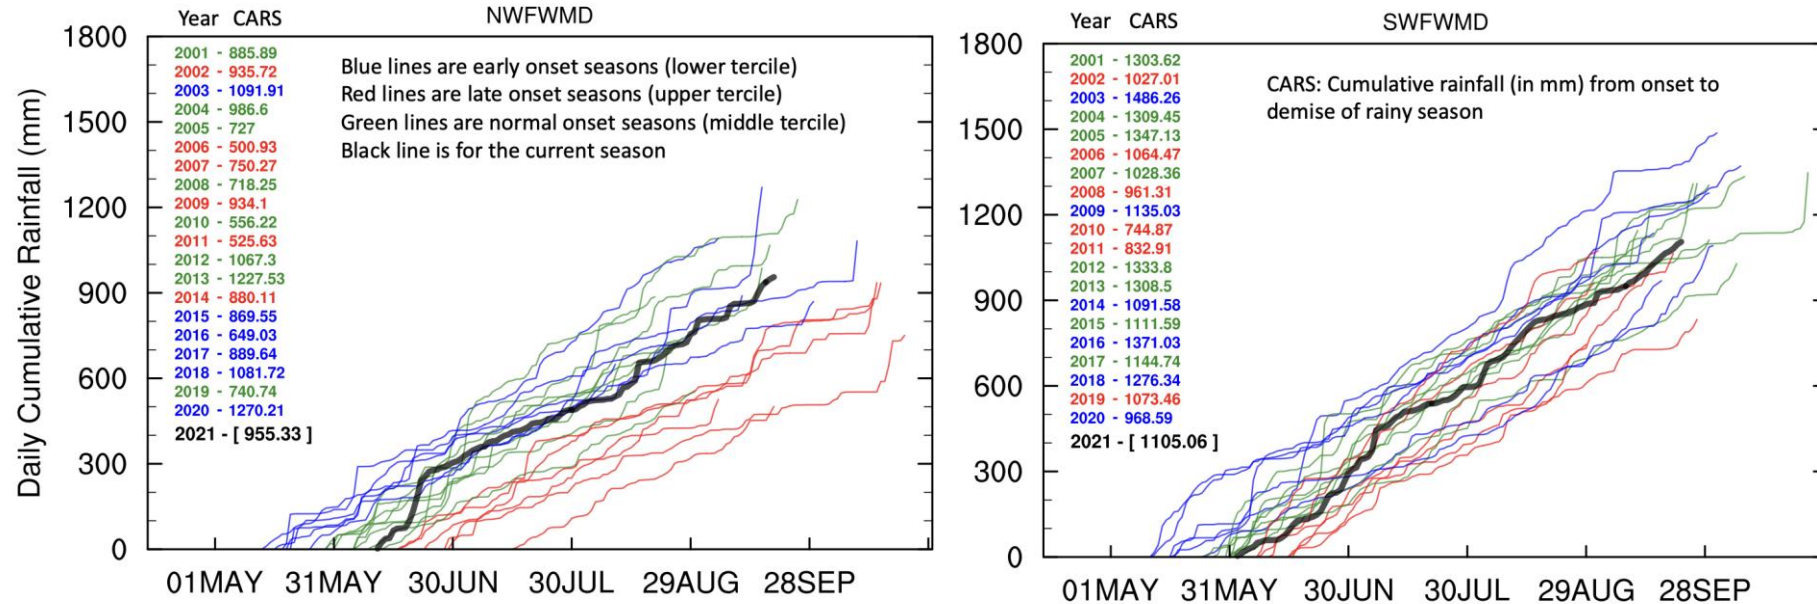 Year CARS
NWFWMD
1800
1500
1200
900
600
300
0
Daily Cumulative Rainfall (mm)
2001 - 885.89
2002 - 935.72
2003 - 1091.91
2004 - 986.6
2005 - 727
2006 - 500.93
2007 - 750.27
2008 - 718.25
2009 - 934.1
2010 - 556.22
2011 - 525.63
2012 - 1067.3
2013 - 1227.53
2014 - 880.11
2015 - 869.55
2016 - 649.03
2017 - 889.64
2018 - 1081.72
2019 - 740.74
2020 - 1270.21
2021 - [ 955.33 ]
Blue lines are early onset seasons (lower tercile)
Red lines are late onset seasons (upper tercile)
Green lines are normal onset seasons (middle tercile)
Black line is for the current season
01MAY 31MAY 30JUN 30JUL 29AUG 28SEP
Year CARS
SWFWMD
1800
1500
1200
900
600
300
0
2001 - 1303.62
2002 - 1027.01
2003 - 1486.26
2004 - 1309.45
2005 - 1347.13
2006 - 1064.47
2007 - 1028.36
2008 - 961.31
2009 - 1135.03
2010 - 744.87
2011 - 832.91
2012 - 1333.8
2013 - 1308.5
2014 - 1091.58
2015 - 1111.59
2016 - 1371.03
2017 - 1144.74
2018 - 1276.34
2019 - 1073.46
2020 - 968.59
2021 - [ 1105.06 ]
CARS: Cumulative rainfall (in mm) from onset to
demise of rainy season
01MAY 31MAY 30JUN 30JUL 29AUG 28SEP